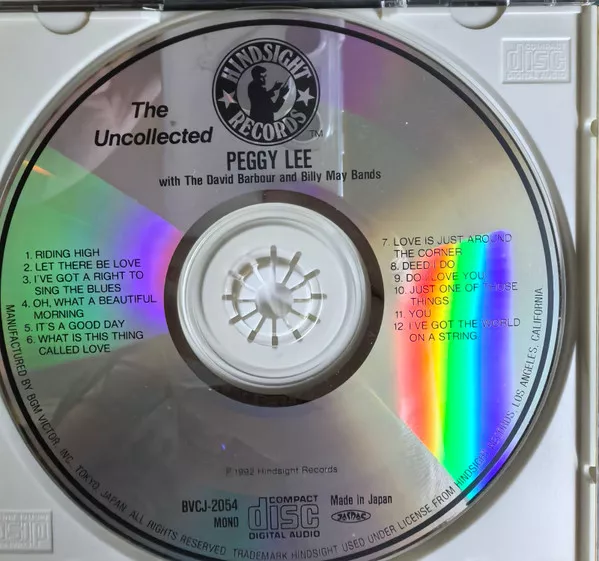 HINDSIGHT
RECORDS
TM
The
Uncollected
PEGGY LEE
with The David Barbour and Billy May Bands
1. RIDING HIGH
2. LET THERE BE LOVE
3. I'VE GOT A RIGHT TO
SING THE BLUES
4. OH, WHAT A BEAUTIFUL
MORNING
5. IT'S A GOOD DAY
6. WHAT IS THIS THING
CALLED LOVE
7. LOVE IS JUST AROUND
THE CORNER
8. DEED I DO
9. DO I LOVE YOU
10. JUST ONE OF THOSE
THINGS
11. YOU
12. I'VE GOT THE WORLD
ON A STRING
℗ 1992 Hindsight Records
BVCJ-2054
MONO
COMPACT
disc
DIGITAL AUDIO
Made in Japan
MANUFACTURED BY BGM VICTOR, INC. TOKYO, JAPAN. ALL RIGHTS RESERVED. TRADEMARK HINDSIGHT USED UNDER LICENSE FROM HINDSIGHT RECORDS, LOS ANGELES, CALIFORNIA
disc